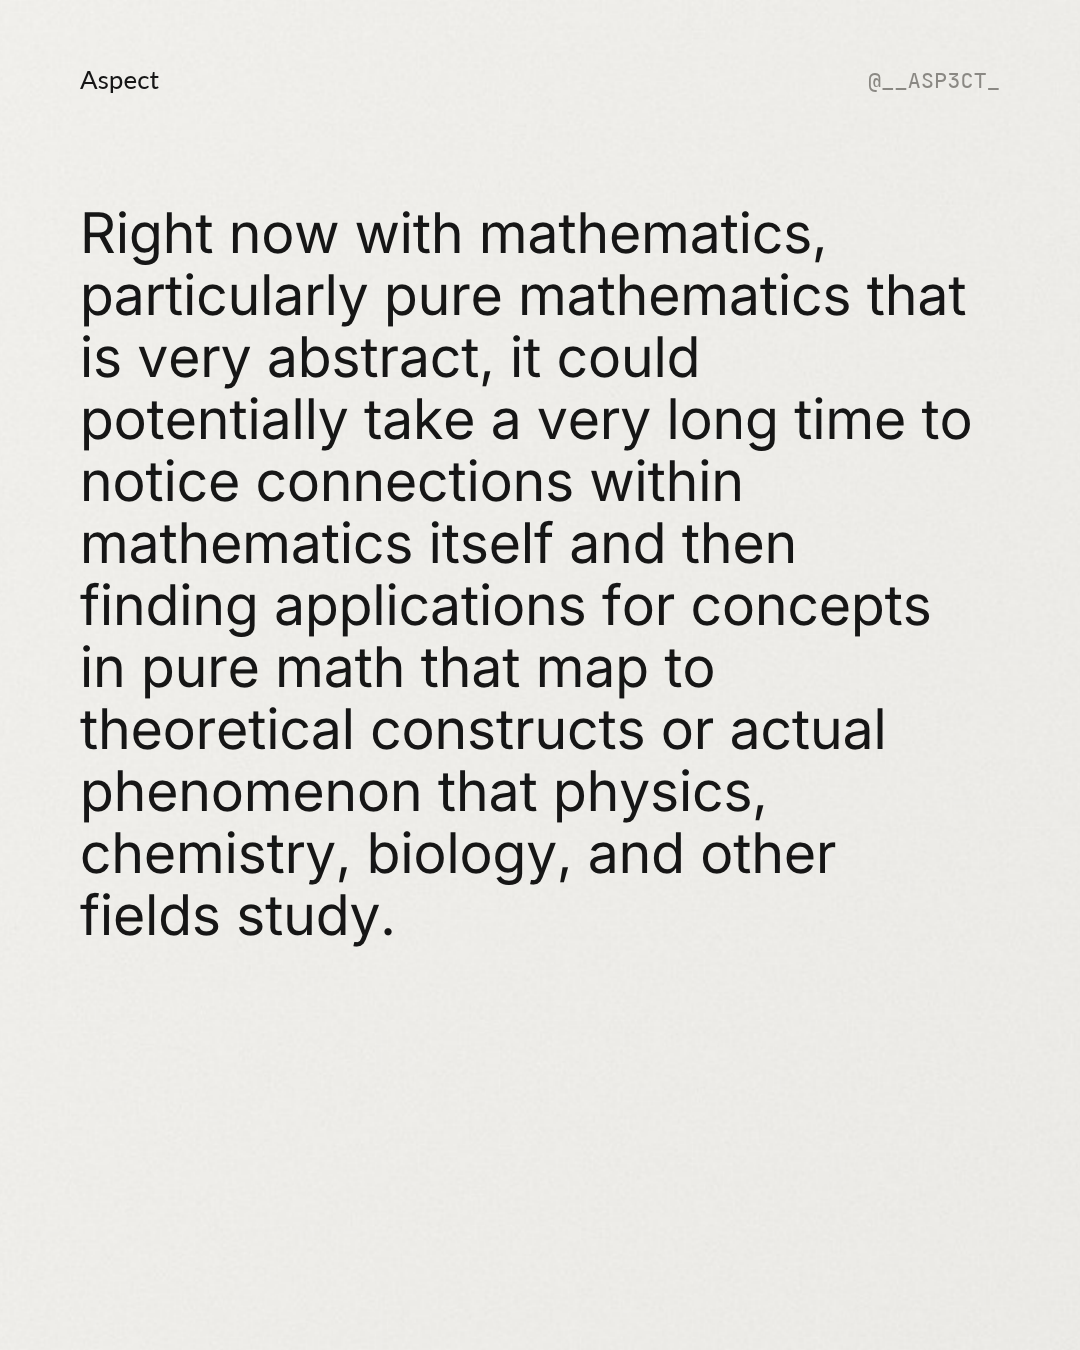 Aspect
@__ASP3CT_
Right now with mathematics,
particularly pure mathematics that
is very abstract, it could
potentially take a very long time to
notice connections within
mathematics itself and then
finding applications for concepts
in pure math that map to
theoretical constructs or actual
phenomenon that physics,
chemistry, biology, and other
fields study.